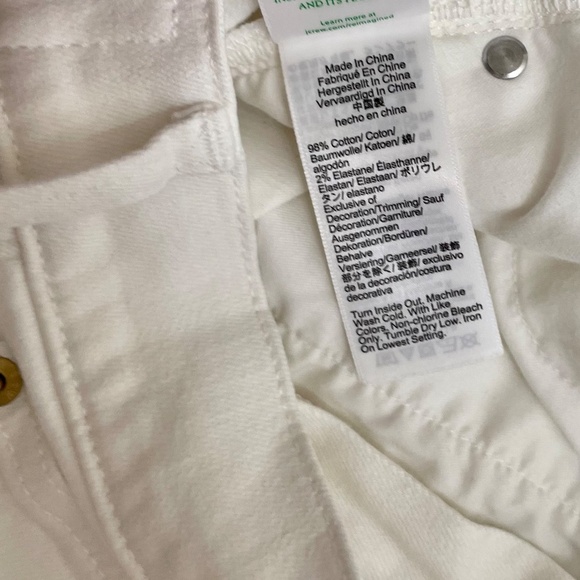 AND ITS FE
Learn more at
jcrew.com/reimagined
Made In China
Fabriqué En Chine
Hergestellt In China
Vervaardigd In China
中国製
hecho en china
98% Cotton/ Coton/
Baumwolle/ Katoen/ 綿/
algodón
2% Elastane/ Élasthanne/
Elastan/ Elastaan/ ポリウレ
タン/ elastano
Exclusive of
Decoration/Trimming/ Sauf
Décoration/Garniture/
Ausgenommen
Dekoration/Bordüren/
Behalve
Versiering/Garneersel/ 装飾
部分を除く/ 装飾/ exclusivo
de la decoración/costura
decorativa
Turn Inside Out. Machine
Wash Cold. With Like
Colors. Non-chlorine Bleach
Only. Tumble Dry Low. Iron
On Lowest Setting.